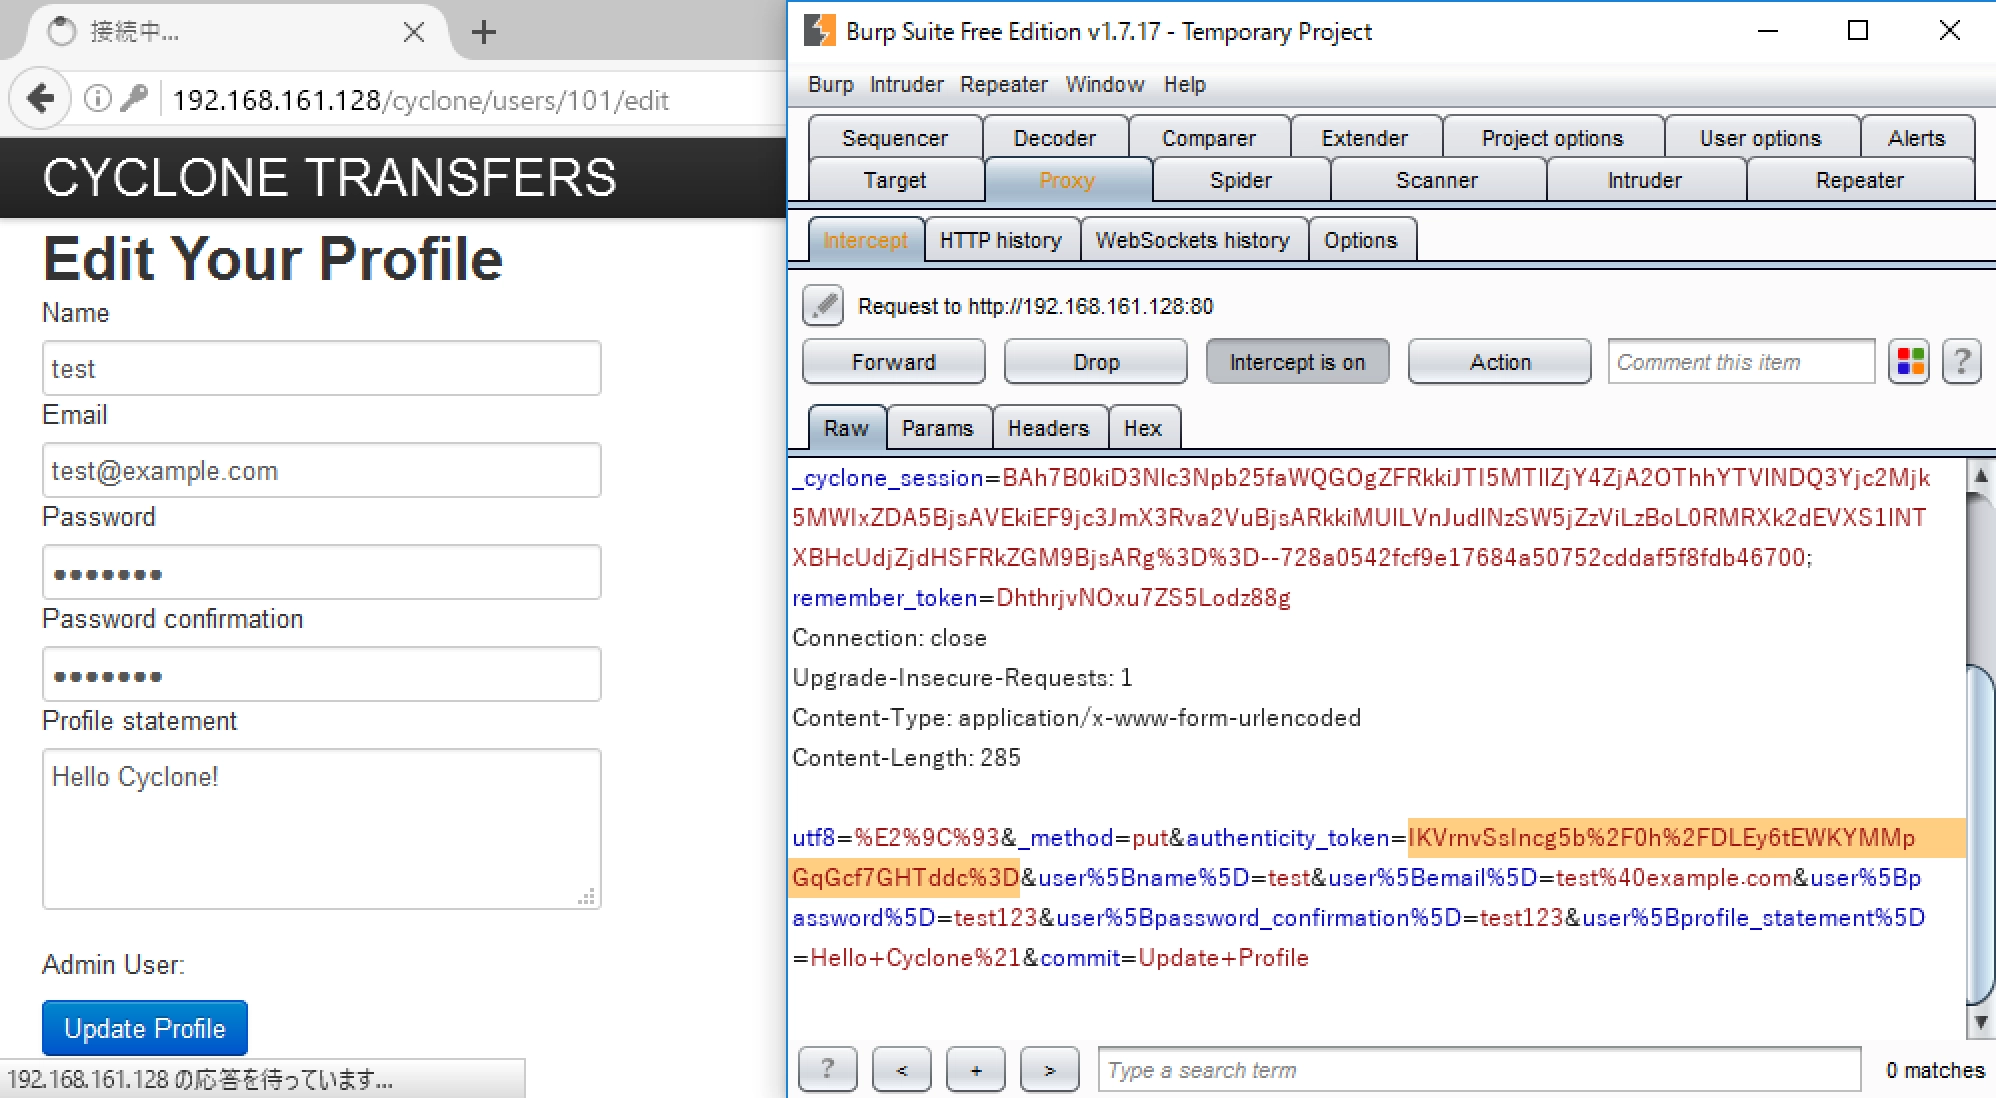 接続中...
192.168.161.128/cyclone/users/101/edit
CYCLONE TRANSFERS
Edit Your Profile
Name
test
Email
test@example.com
Password
•••••••
Password confirmation
•••••••
Profile statement
Hello Cyclone!
Admin User:
Update Profile
192.168.161.128 の応答を待っています...
Burp Suite Free Edition v1.7.17 - Temporary Project
Burp Intruder Repeater Window Help
Sequencer Decoder Comparer Extender Project options User options Alerts
Target Proxy Spider Scanner Intruder Repeater
Intercept HTTP history WebSockets history Options
Request to http://192.168.161.128:80
Forward Drop Intercept is on Action Comment this item ?
Raw Params Headers Hex
_cyclone_session=BAh7B0kiD3Nlc3Npb25faWQGOgZFRkkiJTI5MTllZjY4ZjA2OThhYTVlNDQ3Yjc2Mjk
5MWIxZDA5BjsAVEkiEF9jc3JmX3Rva2VuBjsARkkiMUlLVnJudlNzSW5jZzViLzBoL0RMRXk2dEVXS1lNT
XBHcUdjZjdHSFRkZGM9BjsARg%3D%3D--728a0542fcf9e17684a50752cddaf5f8fdb46700;
remember_token=DhthrjvNOxu7ZS5Lodz88g
Connection: close
Upgrade-Insecure-Requests: 1
Content-Type: application/x-www-form-urlencoded
Content-Length: 285
utf8=%E2%9C%93&_method=put&authenticity_token=IKVrnvSsIncg5b%2F0h%2FDLEy6tEWKYMMp
GqGcf7GHTddc%3D&user%5Bname%5D=test&user%5Bemail%5D=test%40example.com&user%5Bp
assword%5D=test123&user%5Bpassword_confirmation%5D=test123&user%5Bprofile_statement%5D
=Hello+Cyclone%21&commit=Update+Profile
? < + > Type a search term 0 matches